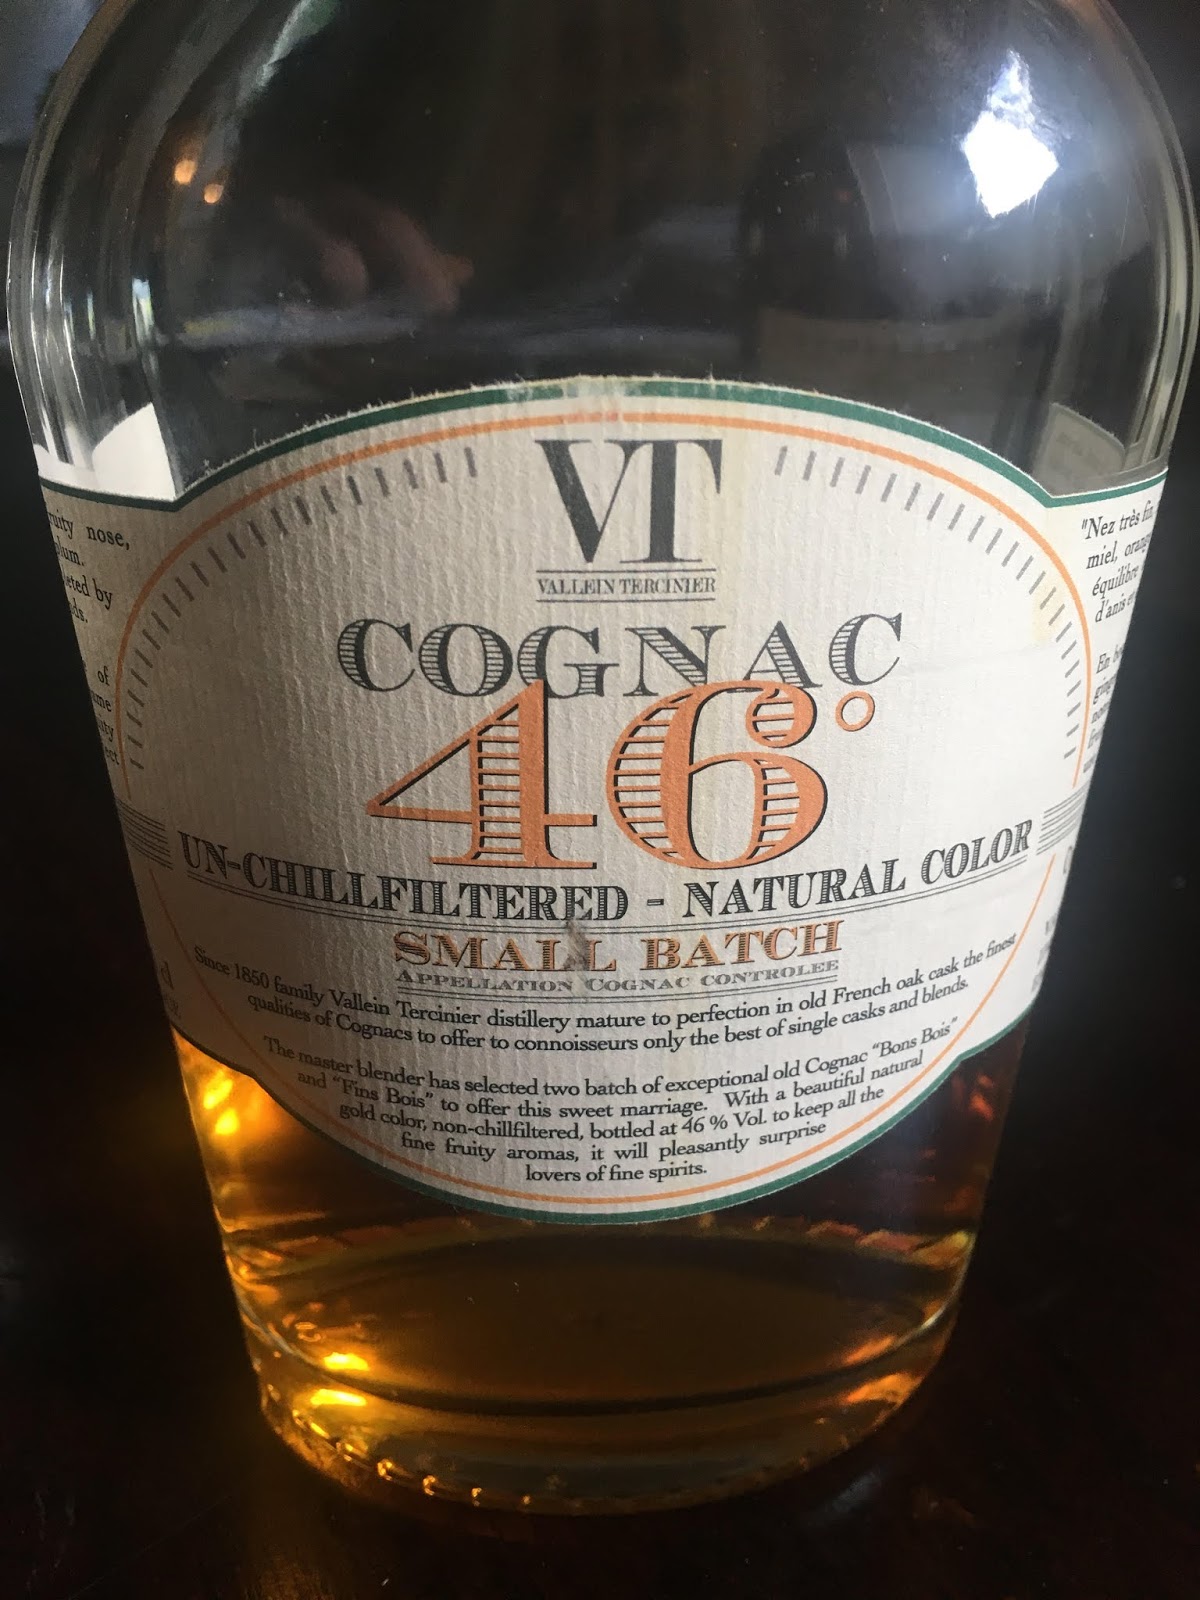 VT
VALLEIN TERCINIER
COGNAC
46°
UN-CHILLFILTERED - NATURAL COLOR
SMALL BATCH
APPELLATION COGNAC CONTROLEE
Since 1850 family Vallein Tercinier distillery mature to perfection in old French oak cask the finest
qualities of Cognacs to offer to connoisseurs only the best of single casks and blends.
The master blender has selected two batch of exceptional old Cognac “Bons Bois”
and “Fins Bois” to offer this sweet marriage. With a beautiful natural
gold color, non-chillfiltered, bottled at 46 % Vol. to keep all the
fine fruity aromas, it will pleasantly surprise
lovers of fine spirits.
nose,
by
of
"Nez très fin,
miel,
équilibre
d'anis
En